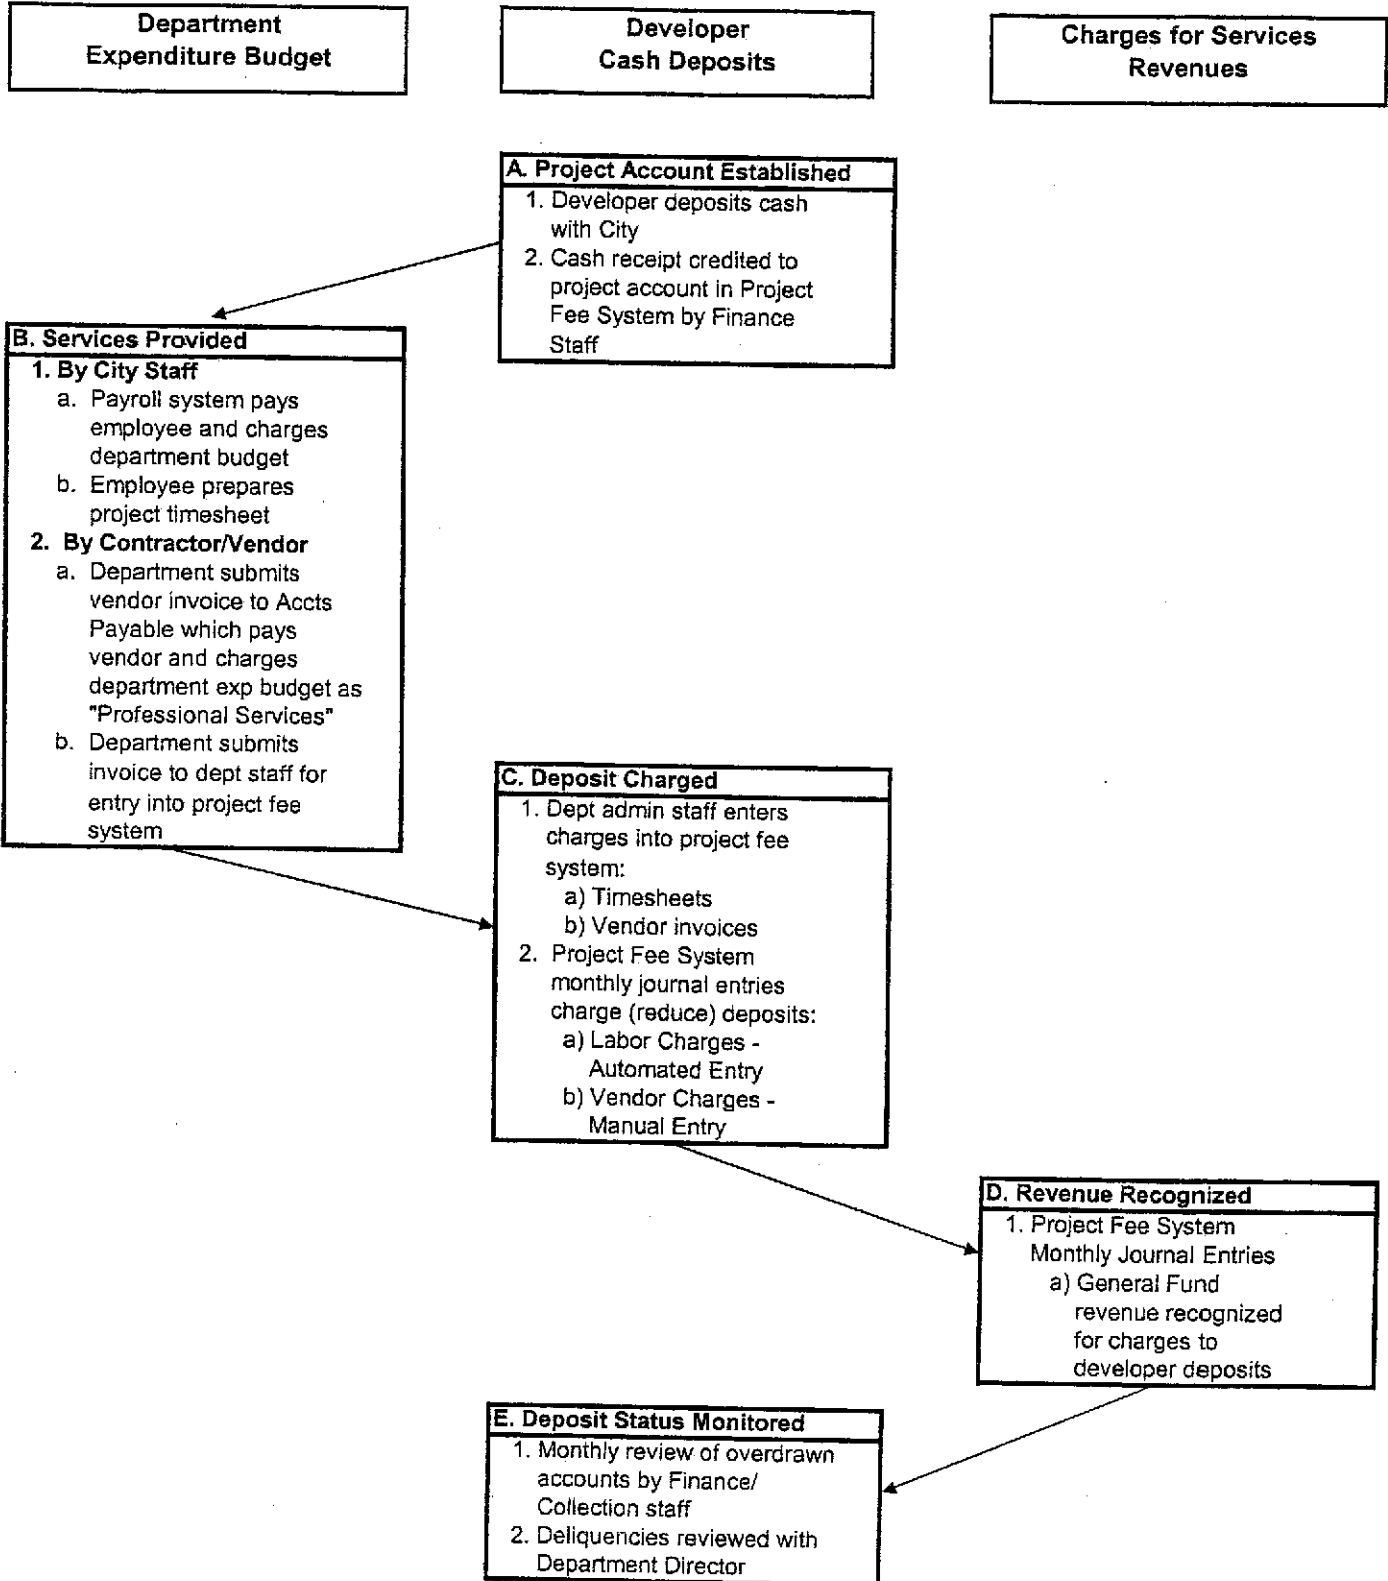 Department
Expenditure Budget
Developer
Cash Deposits
Charges for Services
Revenues
A. Project Account Established
1. Developer deposits cash
with City
2. Cash receipt credited to
project account in Project
Fee System by Finance
Staff
B. Services Provided
1. By City Staff
a. Payroll system pays
employee and charges
department budget
b. Employee prepares
project timesheet
2. By Contractor/Vendor
a. Department submits
vendor invoice to Accts
Payable which pays
vendor and charges
department exp budget as
"Professional Services"
b. Department submits
invoice to dept staff for
entry into project fee
system
C. Deposit Charged
1. Dept admin staff enters
charges into project fee
system:
a) Timesheets
b) Vendor invoices
2. Project Fee System
monthly journal entries
charge (reduce) deposits:
a) Labor Charges -
Automated Entry
b) Vendor Charges -
Manual Entry
D. Revenue Recognized
1. Project Fee System
Monthly Journal Entries
a) General Fund
revenue recognized
for charges to
developer deposits
E. Deposit Status Monitored
1. Monthly review of overdrawn
accounts by Finance/
Collection staff
2. Deliquencies reviewed with
Department Director